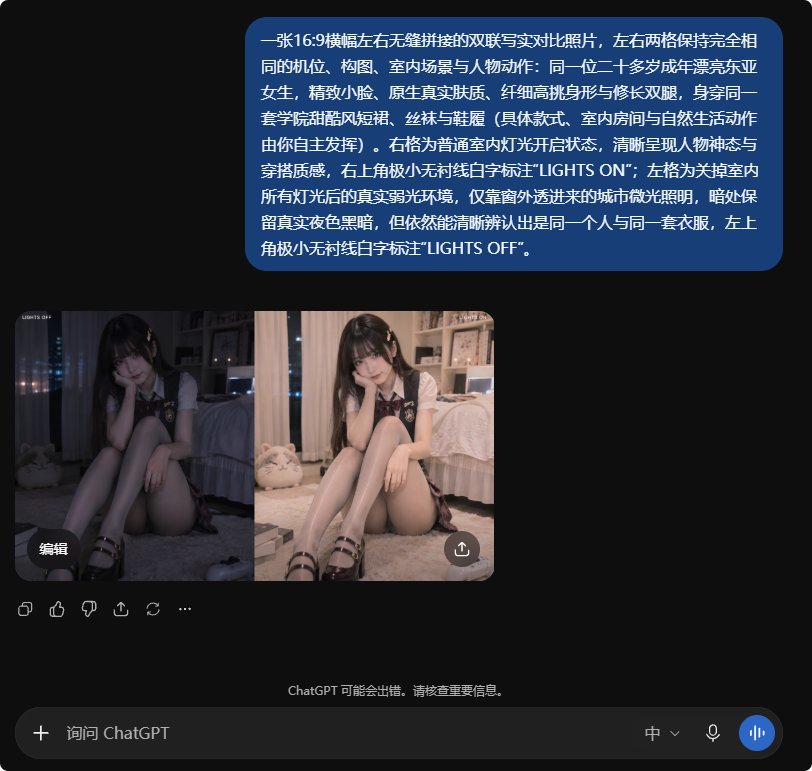 一张16:9横幅左右无缝拼接的双联写实对比照片，左右两格保持完全相
同的机位、构图、室内场景与人物动作：同一位二十多岁成年漂亮东亚
女生，精致小脸、原生真实肤质、纤细高挑身形与修长双腿，身穿同一
套学院甜酷风短裙、丝袜与鞋履（具体款式、室内房间与自然生活动作
由你自主发挥）。右格为普通室内灯光开启状态，清晰呈现人物神态与
穿搭质感，右上角极小无衬线白字标注“LIGHTS ON”；左格为关掉室内
所有灯光后的真实弱光环境，仅靠窗外透进来的城市微光照明，暗处保
留真实夜色黑暗，但依然能清晰辨认出是同一个人与同一套衣服，左上
角极小无衬线白字标注“LIGHTS OFF”。
LIGHTS OFF
LIGHTS ON
编辑
ChatGPT 可能会出错。请核查重要信息。
询问 ChatGPT
中